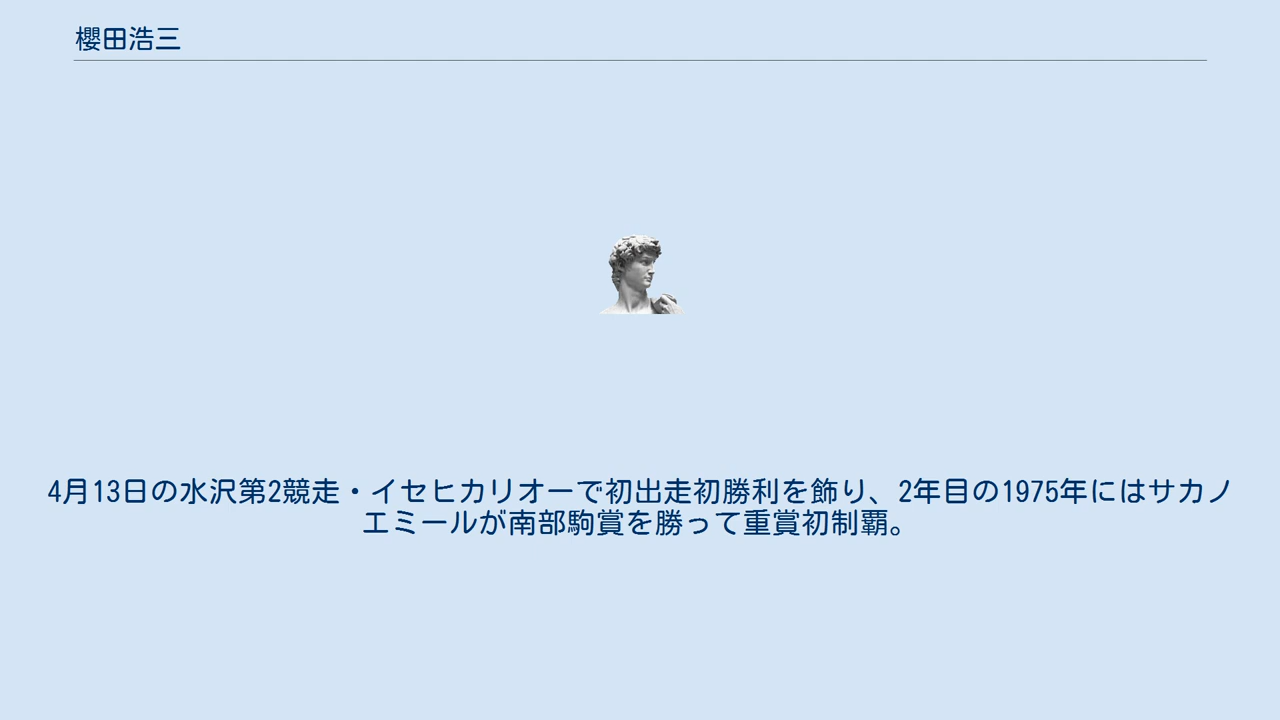 櫻田浩三
4月13日の水沢第2競走・イセヒカリオーで初出走初勝利を飾り、2年目の1975年にはサカノ
エミールが南部駒賞を勝って重賞初制覇。